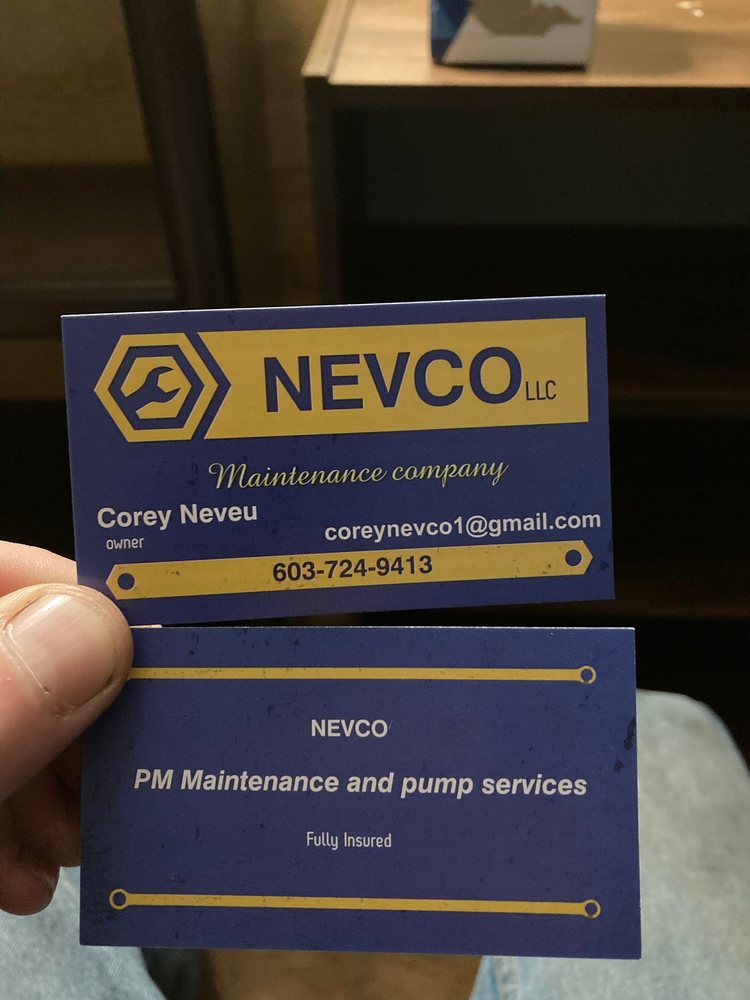 NEVCO LLC
Maintenance company
Corey Neveu
owner
coreynevco1@gmail.com
603-724-9413
NEVCO
PM Maintenance and pump services
Fully Insured